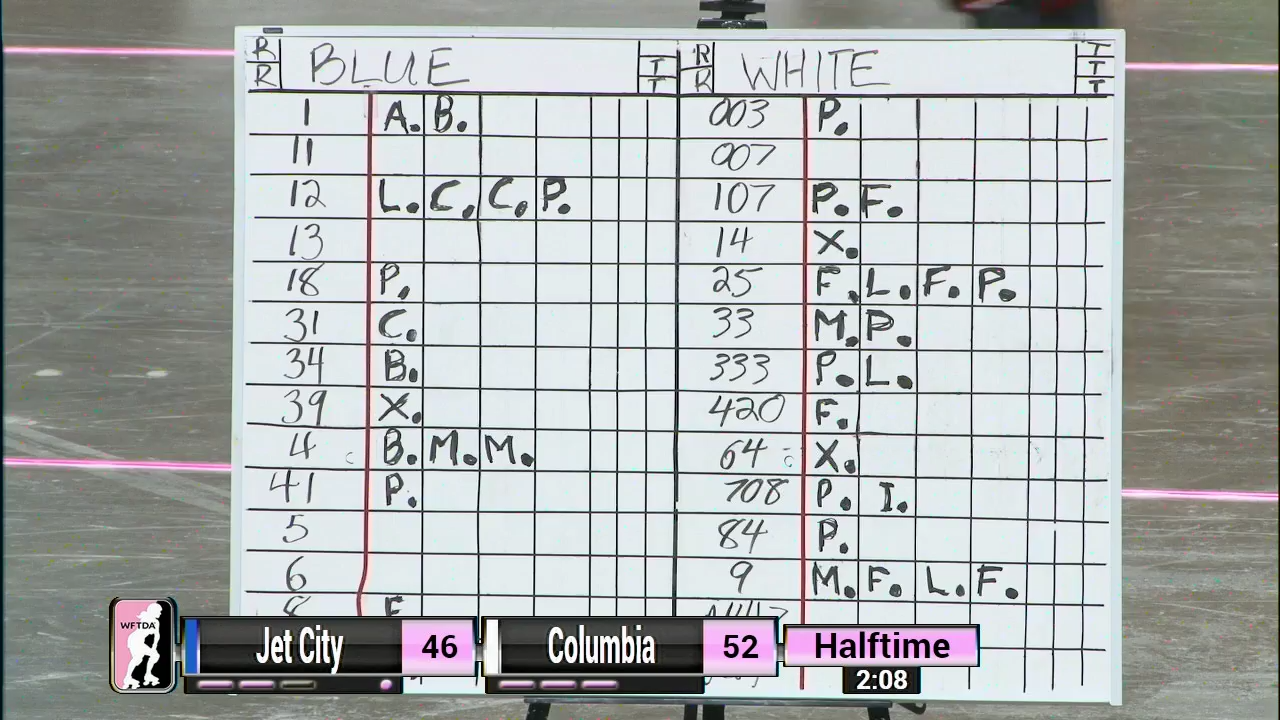 R R BLUE T T
1 A. B.
11
12 L. C. C. P.
13
18 P.
31 C.
34 B.
39 X.
4 B. M. M.
41 P.
5
6
R R WHITE T T T
003 P.
007
107 P. F.
14 X.
25 F. L. F. P.
33 M. P.
333 P. L.
420 F.
64 X.
708 P. I.
84 P.
9 M. F. L. F.
WFTDA
Jet City 46 Columbia 52 Halftime
2:08